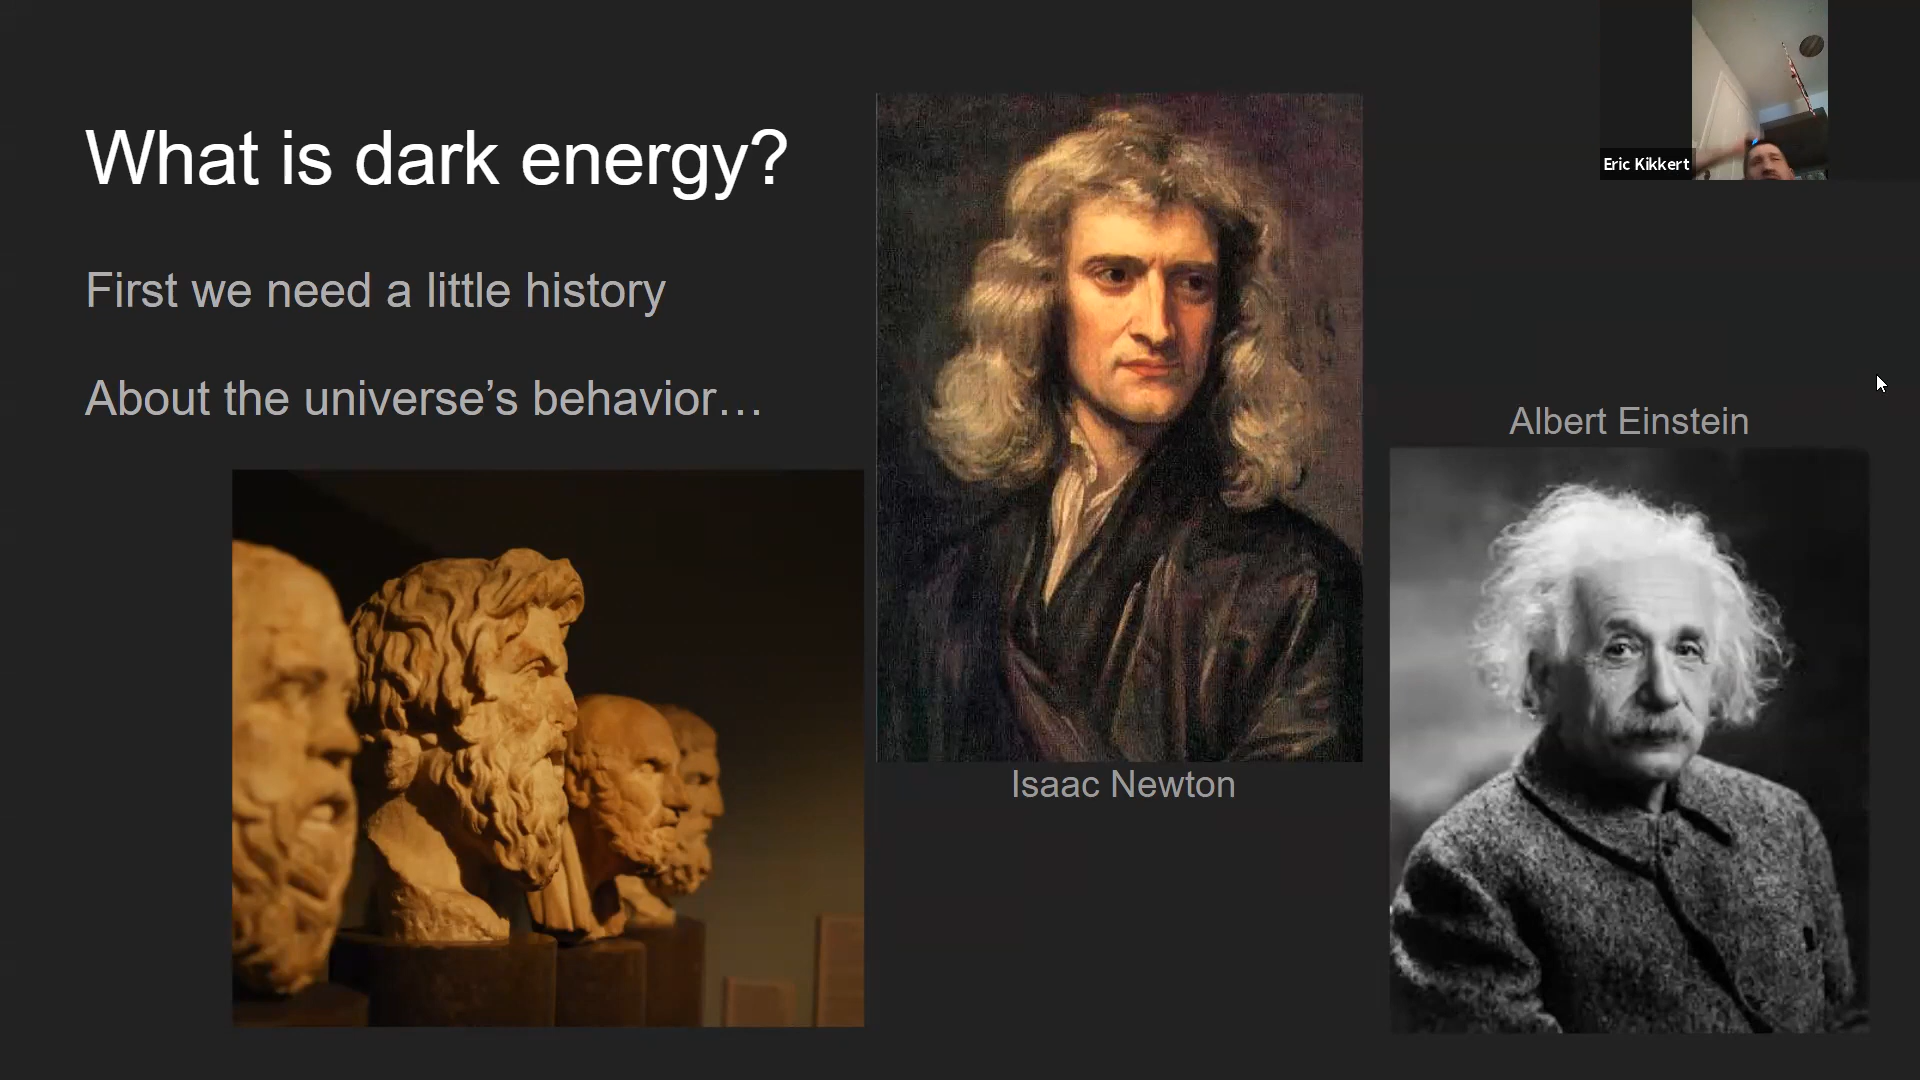 What is dark energy?
First we need a little history
About the universe’s behavior…
Eric Kikkert
Albert Einstein
Isaac Newton